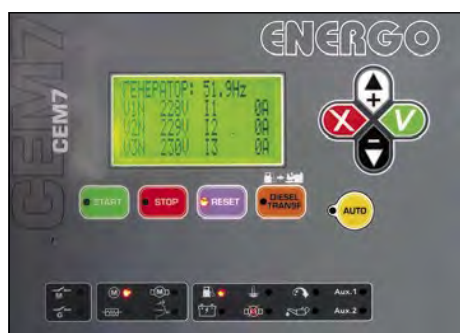 ENERGO
CEM7
CEM7
ГЕНЕРАТОР: 51.9Hz
V1N 228V I1 0A
V2N 229V I2 0A
V3N 230V I3 0A
+
X
V
-
START
STOP
RESET
DIESEL TRANSF
AUTO
M
M
M
Aux.1
G
Aux.2